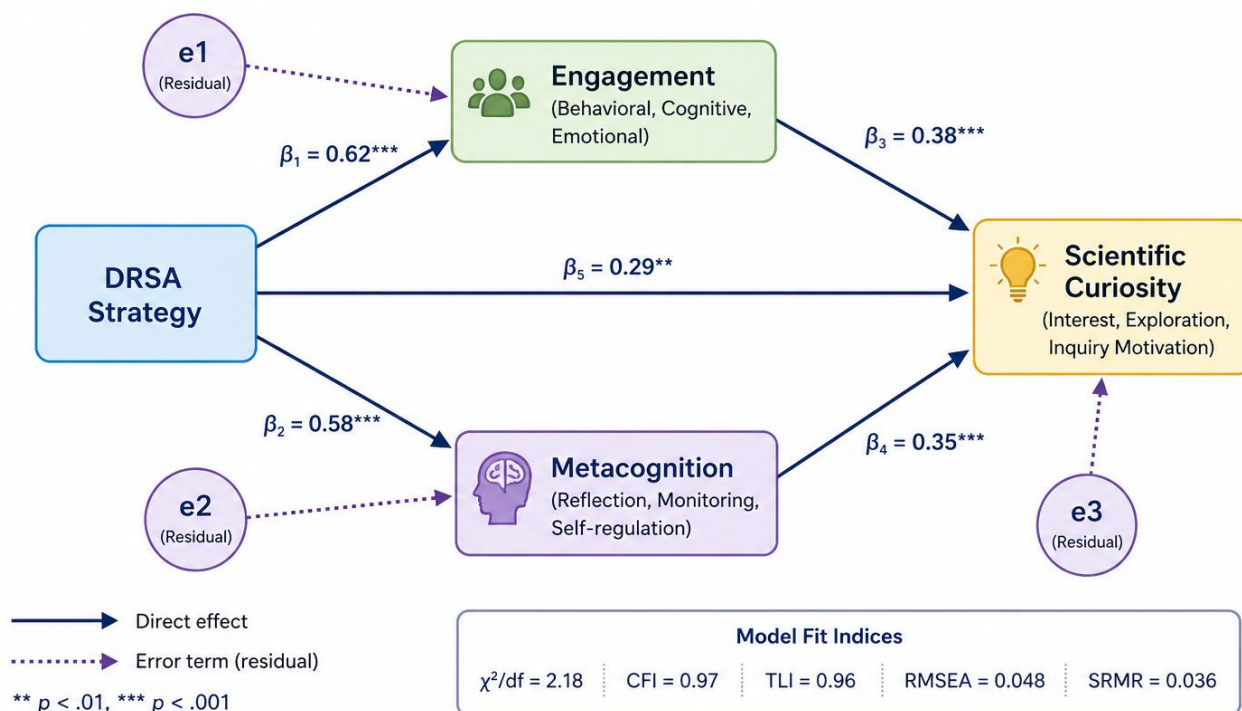 e1
(Residual)
Engagement
(Behavioral, Cognitive,
Emotional)
β₁ = 0.62***
β₃ = 0.38***
DRSA
Strategy
β₅ = 0.29**
Scientific
Curiosity
(Interest, Exploration,
Inquiry Motivation)
β₂ = 0.58***
β₄ = 0.35***
Metacognition
(Reflection, Monitoring,
Self-regulation)
e2
(Residual)
e3
(Residual)
Direct effect
Error term (residual)
** p < .01, *** p < .001
Model Fit Indices
χ²/df = 2.18 CFI = 0.97 TLI = 0.96 RMSEA = 0.048 SRMR = 0.036